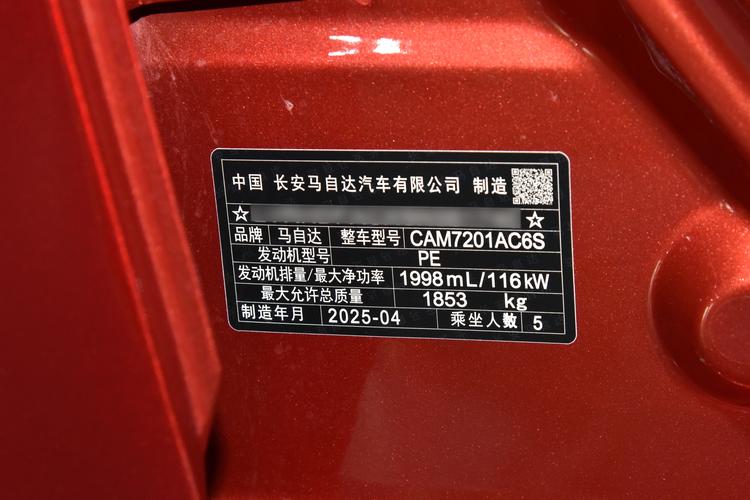 中国 长安马自达汽车有限公司 制造
☆ ☆
品牌 马自达 整车型号 CAM7201AC6S
发动机型号 PE
发动机排量/最大净功率 1998mL/116kW
最大允许总质量 1853 kg
制造年月 2025-04 乘坐人数 5